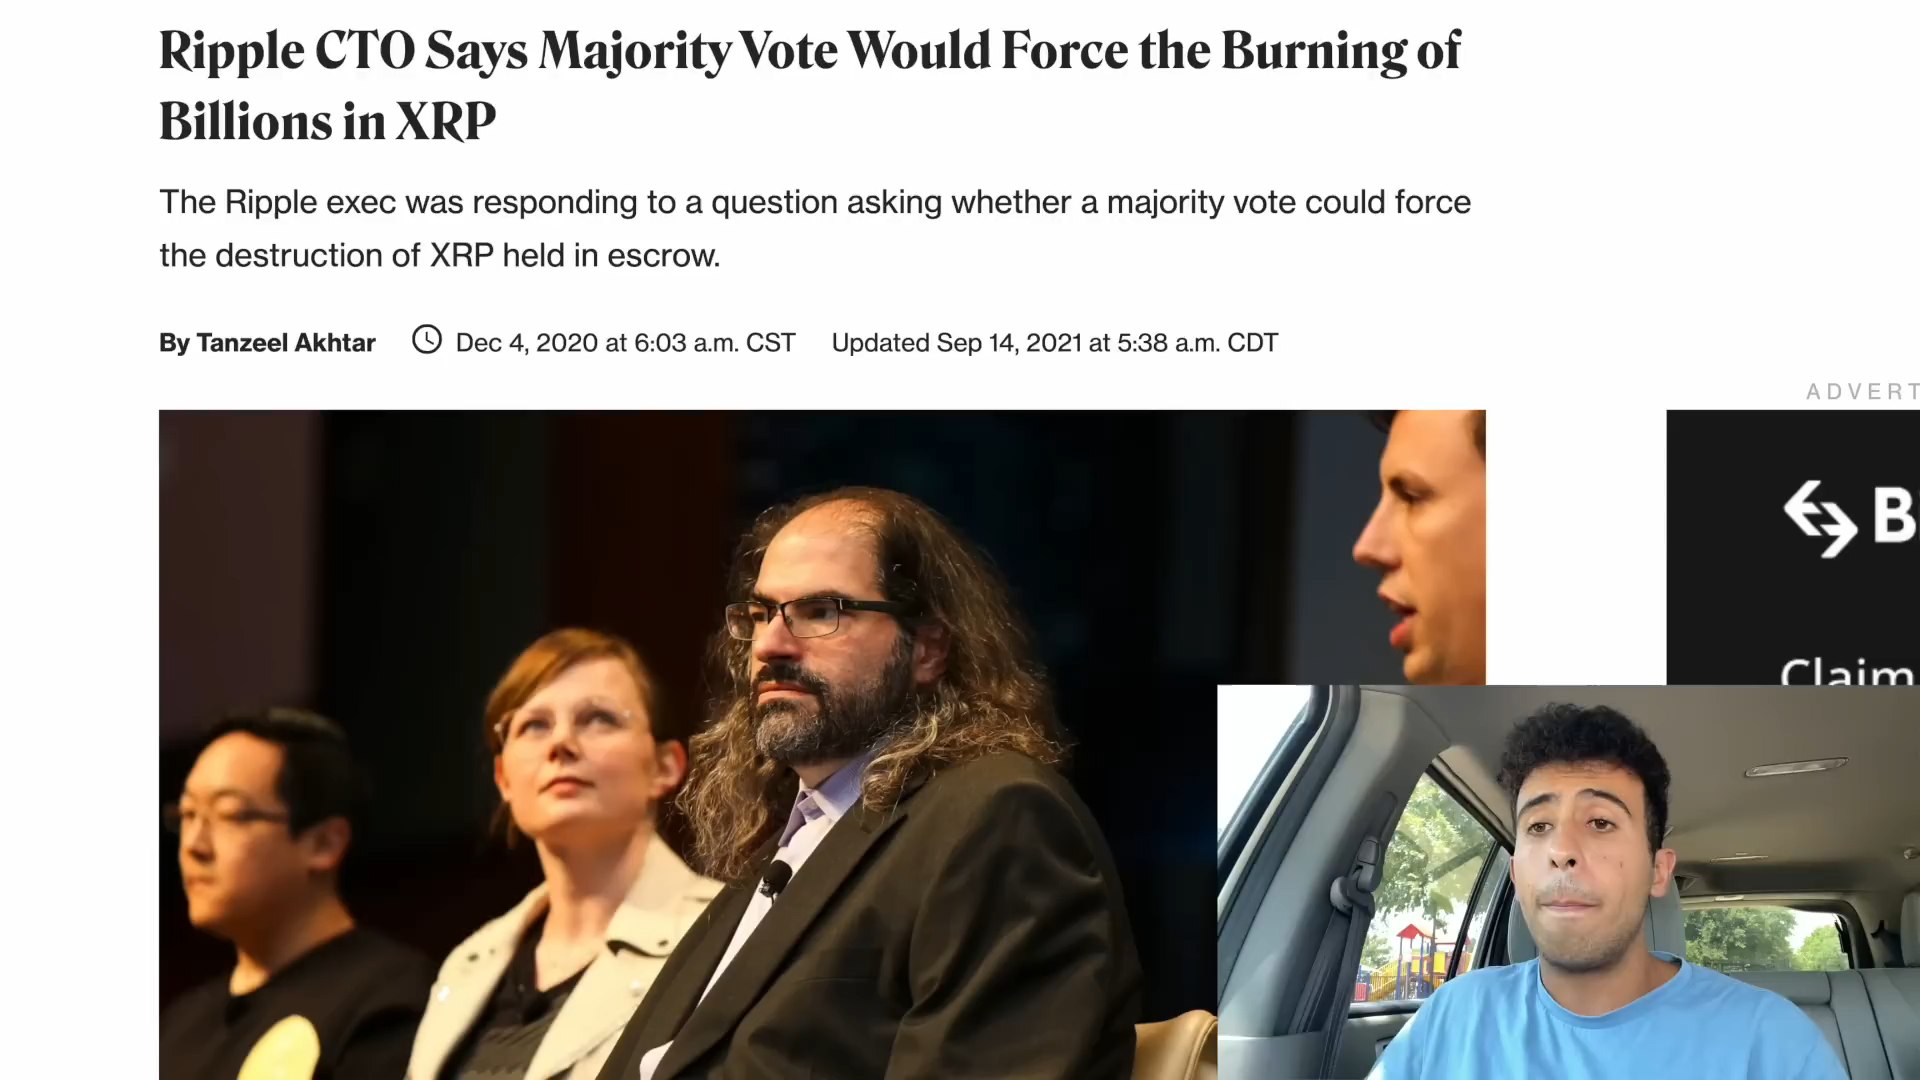 Ripple CTO Says Majority Vote Would Force the Burning of
Billions in XRP
The Ripple exec was responding to a question asking whether a majority vote could force
the destruction of XRP held in escrow.
By Tanzeel Akhtar Dec 4, 2020 at 6:03 a.m. CST Updated Sep 14, 2021 at 5:38 a.m. CDT
ADVERT
B
Claim